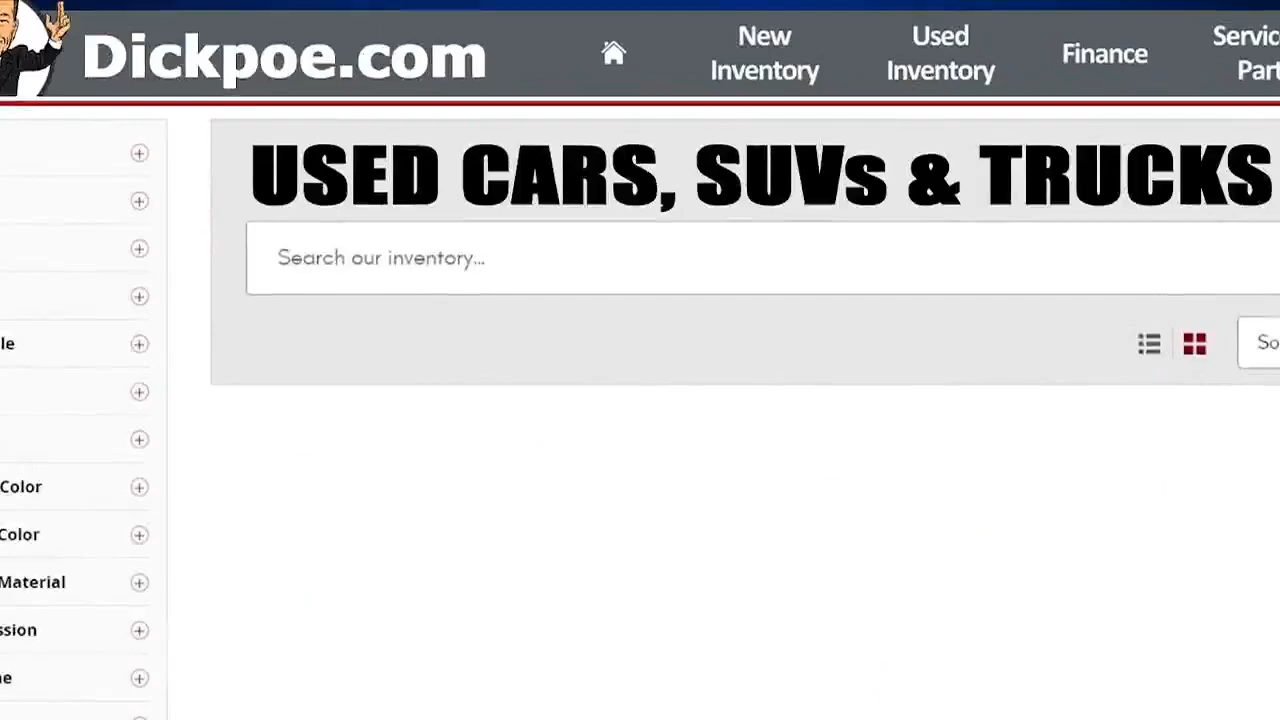 Dickpoe.com
New
Inventory
Used
Inventory
Finance
USED CARS, SUVs & TRUCKS
Search our inventory...
Color
Color
Material